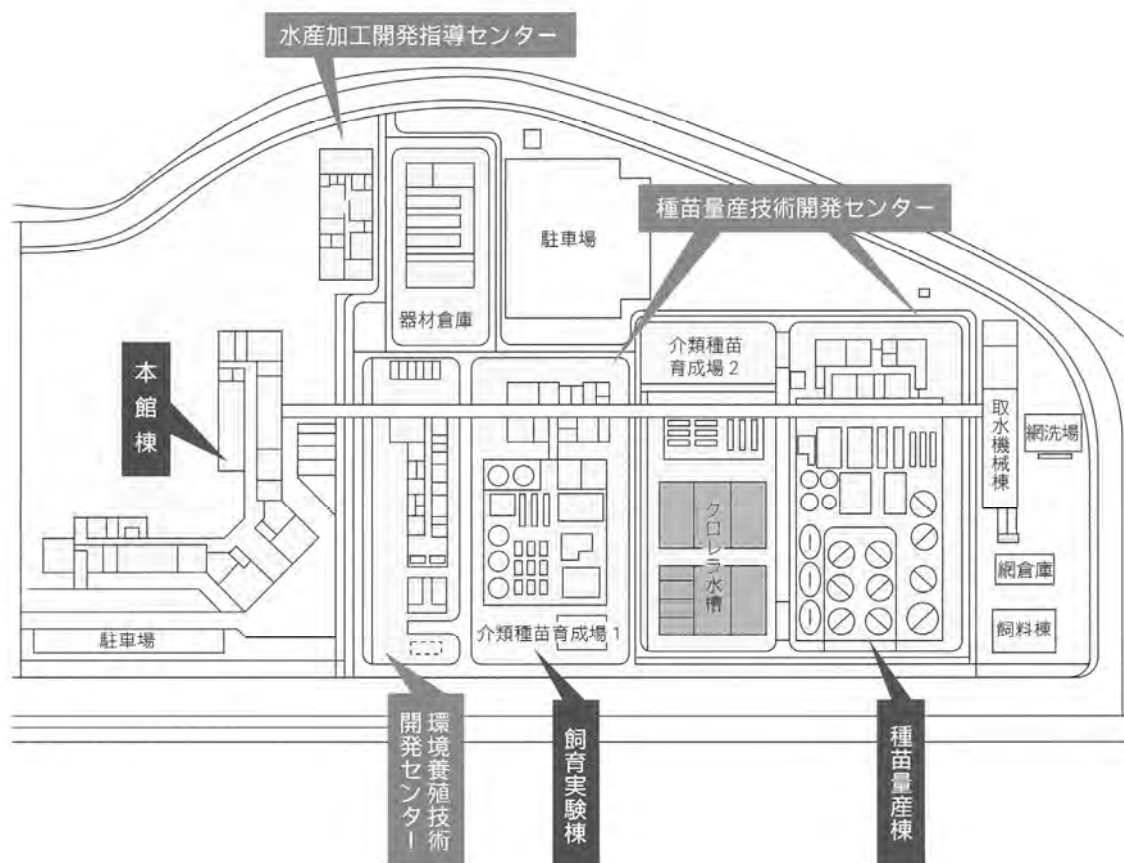 水産加工開発指導センター
種苗量産技術開発センター
駐車場
器材倉庫
介類種苗
育成場2
本館棟
取水機械棟
網洗場
クロレラ水槽
網倉庫
飼料棟
介類種苗育成場1
駐車場
環境養殖技術
開発センター
飼育実験棟
種苗量産棟